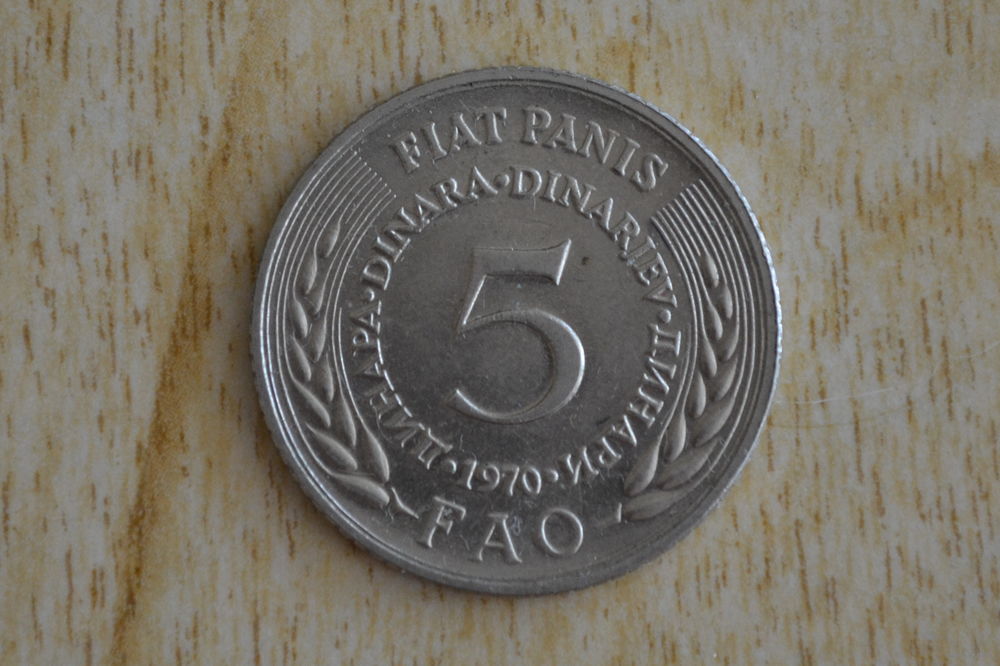 FIAT PANIS
ДИНАРА·DINARA·DINARJEV·ДИНАРИ
5
·1970·
FAO